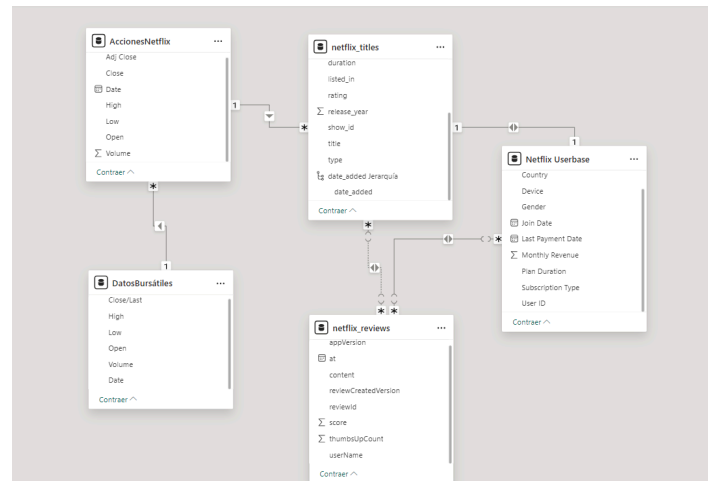 AccionesNetflix
Adj Close
Close
Date
High
Low
Open
Volume
Contraer
netflix_titles
duration
listed_in
rating
release_year
show_id
title
type
date_added Jerarquía
date_added
Contraer
1
*
1
1
Netflix Userbase
Country
Device
Gender
Join Date
Last Payment Date
Monthly Revenue
Plan Duration
Subscription Type
User ID
Contraer
*
1
*
*
*
*
DatosBursátiles
Close/Last
High
Low
Open
Volume
Date
Contraer
netflix_reviews
appVersion
at
content
reviewCreatedVersion
reviewId
score
thumbsUpCount
userName
Contraer